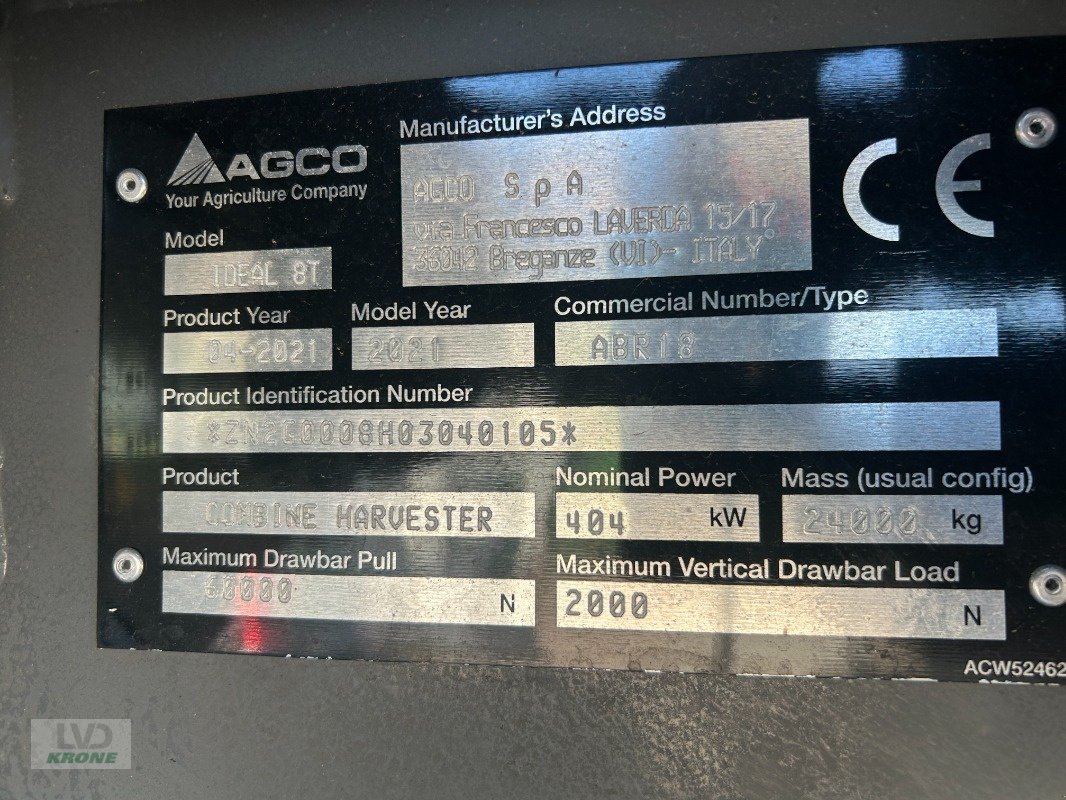 AGCO
Your Agriculture Company
Manufacturer's Address
AGCO S p A
via Francesco LAVERDA 15/17
36042 Breganze (VI)- ITALY
CE
Model
IDEAL 8T
Product Year
04-2021
Model Year
2021
Commercial Number/Type
ABR18
Product Identification Number
*ZN2C0008H03040105*
Product
COMBINE HARVESTER
Nominal Power
404 kW
Mass (usual config)
24000 kg
Maximum Drawbar Pull
60000 N
Maximum Vertical Drawbar Load
2000 N
ACW52462
LVD
KRONE